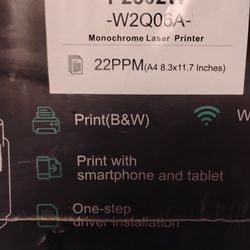 -W2Q06A-
Monochrome Laser Printer
22PPM(A4 8.3x11.7 Inches)
Print(B&W)
Print with
smartphone and tablet
One-step
driver installation